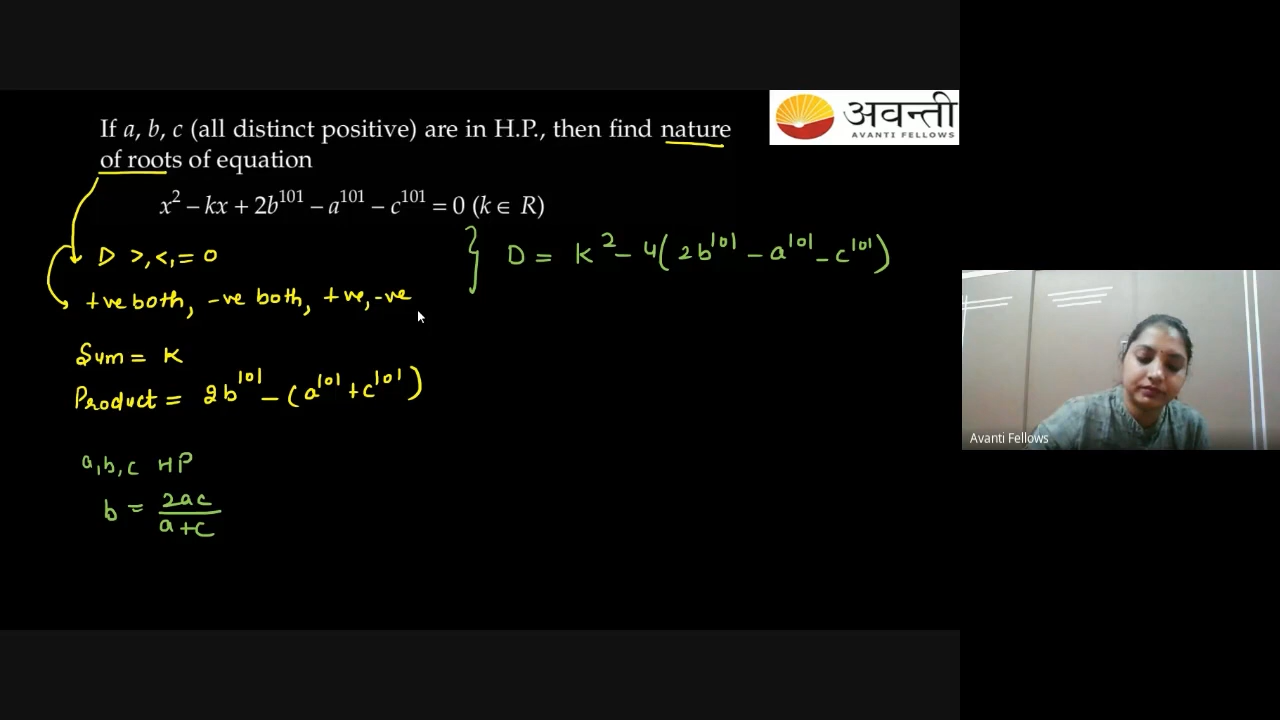 If a, b, c (all distinct positive) are in H.P., then find nature
of roots of equation
x² − kx + 2b¹⁰¹ − a¹⁰¹ − c¹⁰¹ = 0 (k ∈ R)
अवन्ती
AVANTI FELLOWS
D >, <, = 0
+ve both, -ve both, +ve, -ve
Sum = K
Product = 2b¹⁰¹ − (a¹⁰¹ + c¹⁰¹)
a, b, c HP
b = 2ac / a + c
D = K² − 4(2b¹⁰¹ − a¹⁰¹ − c¹⁰¹)
Avanti Fellows